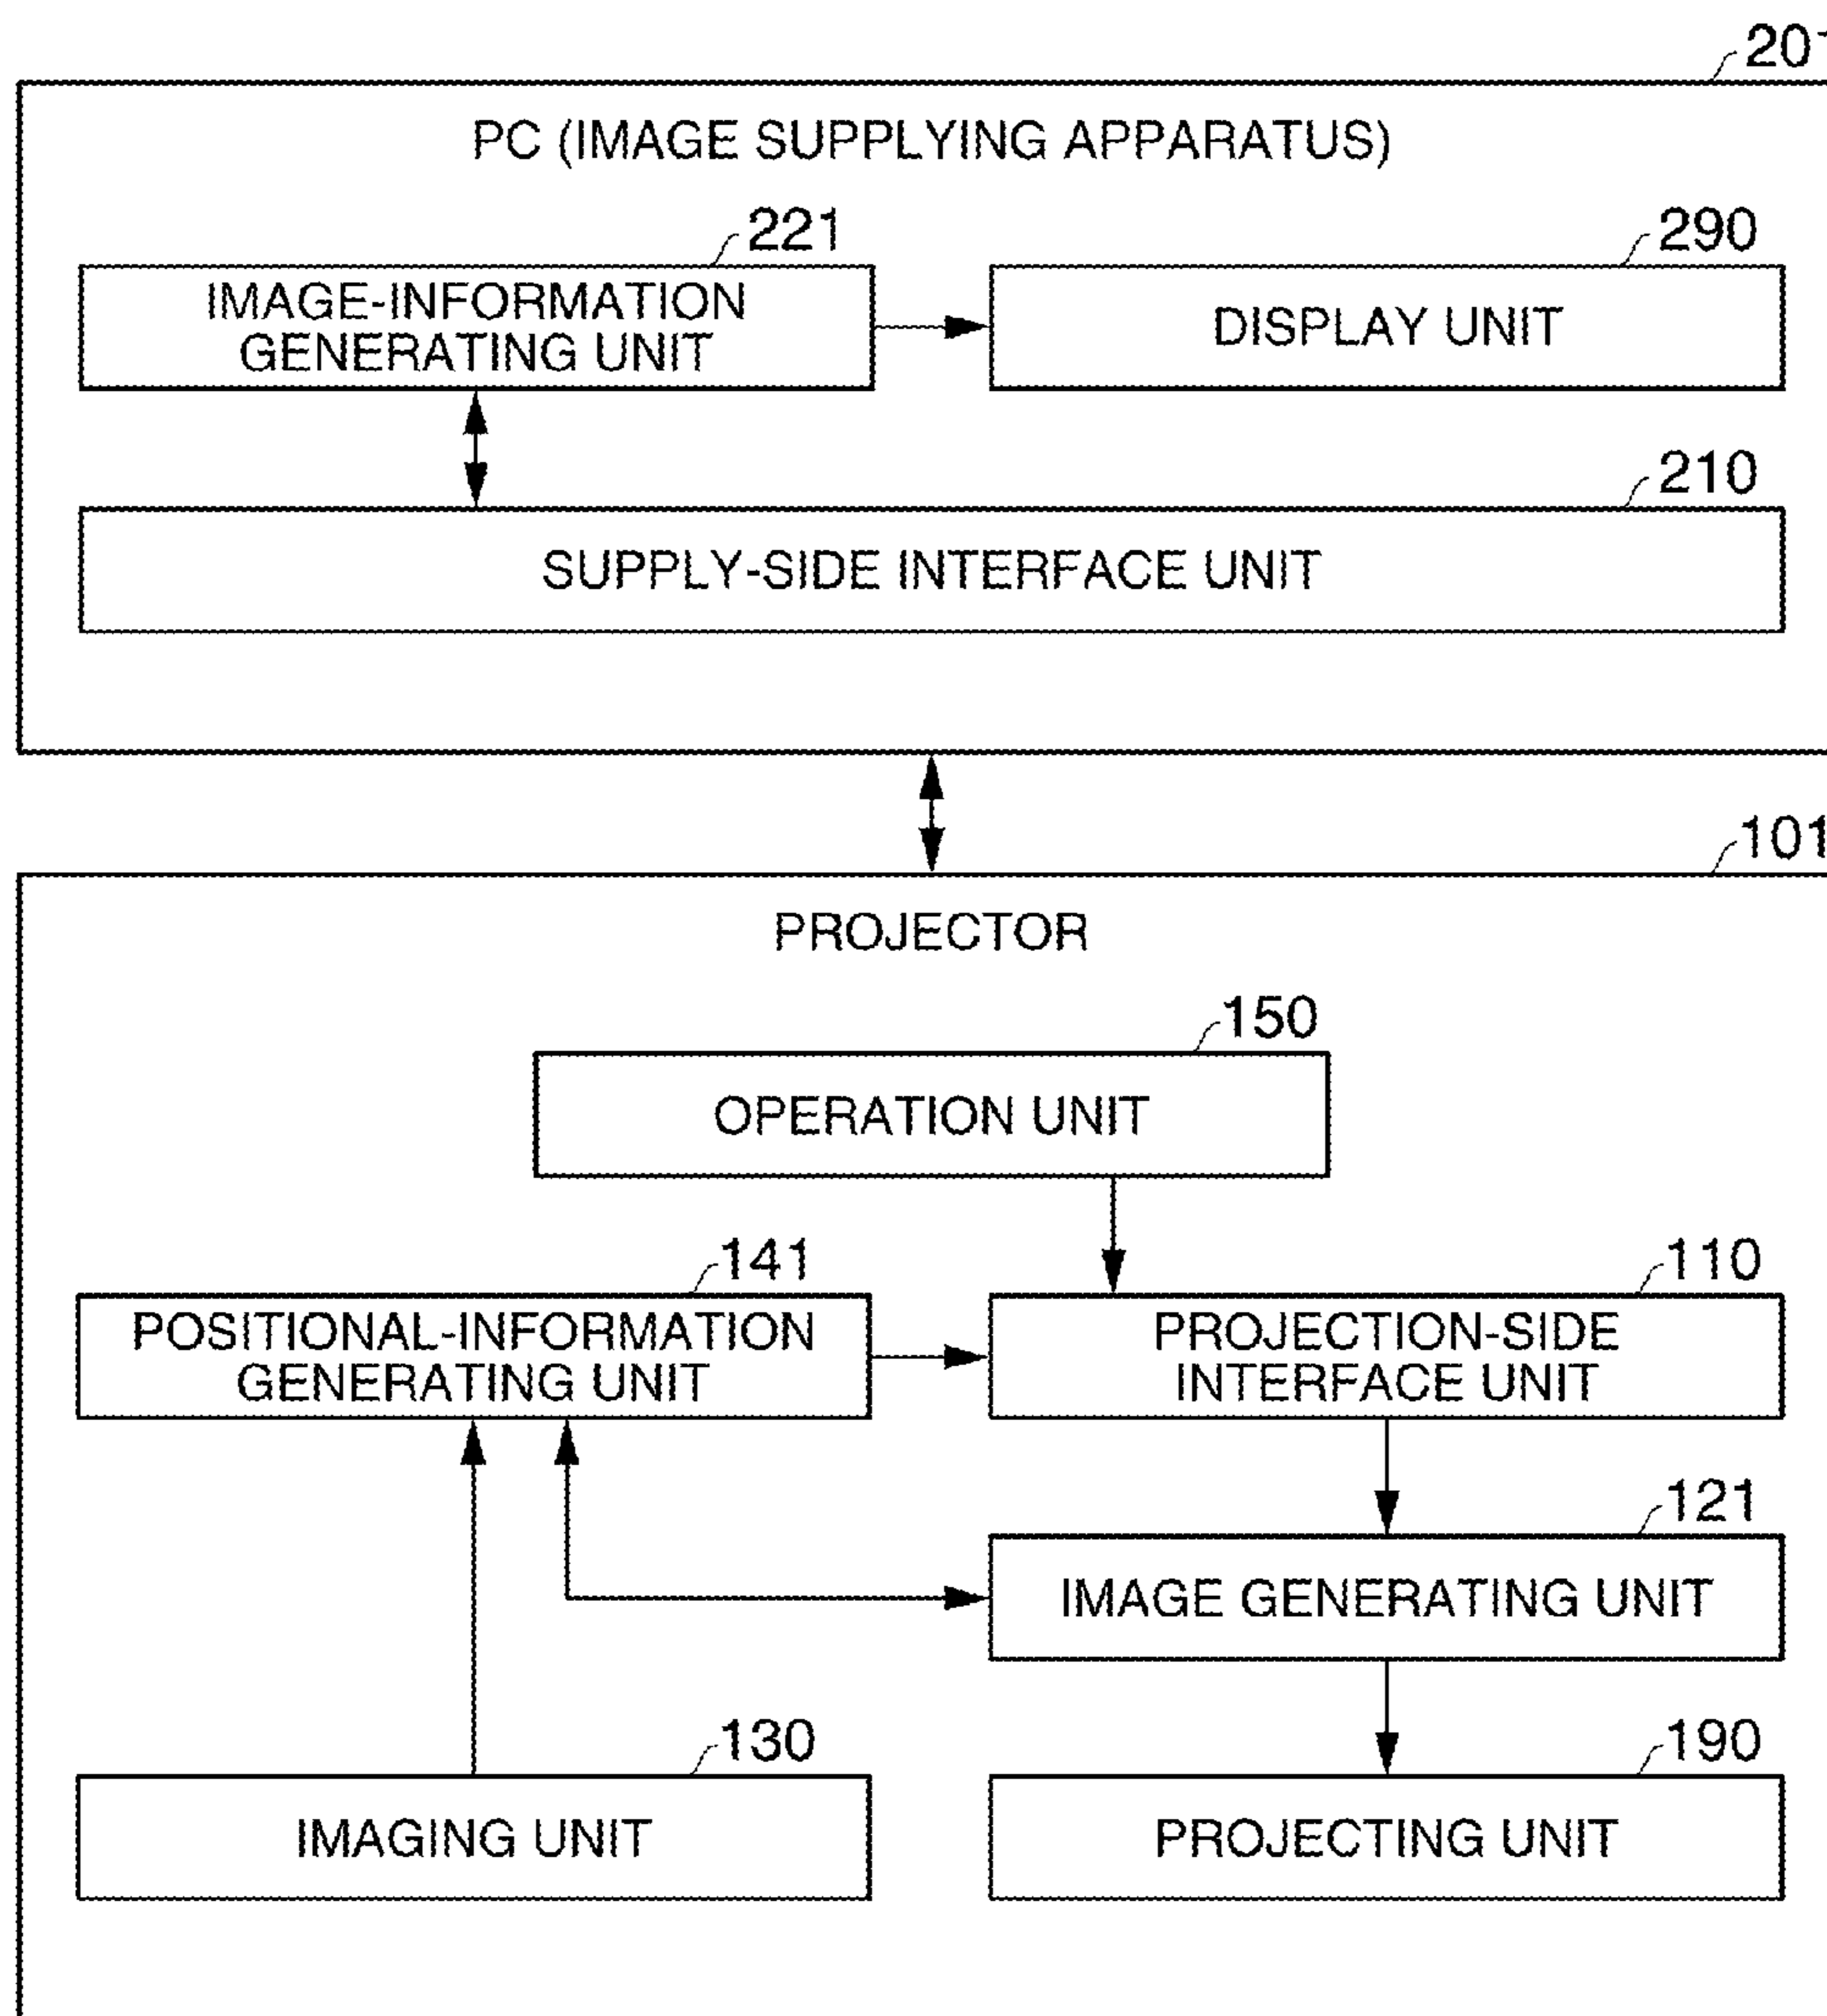 201
PC (IMAGE SUPPLYING APPARATUS)
221
290
IMAGE-INFORMATION
GENERATING UNIT
DISPLAY UNIT
210
SUPPLY-SIDE INTERFACE UNIT
101
PROJECTOR
150
OPERATION UNIT
141
110
POSITIONAL-INFORMATION
GENERATING UNIT
PROJECTION-SIDE
INTERFACE UNIT
121
IMAGE GENERATING UNIT
130
190
IMAGING UNIT
PROJECTING UNIT